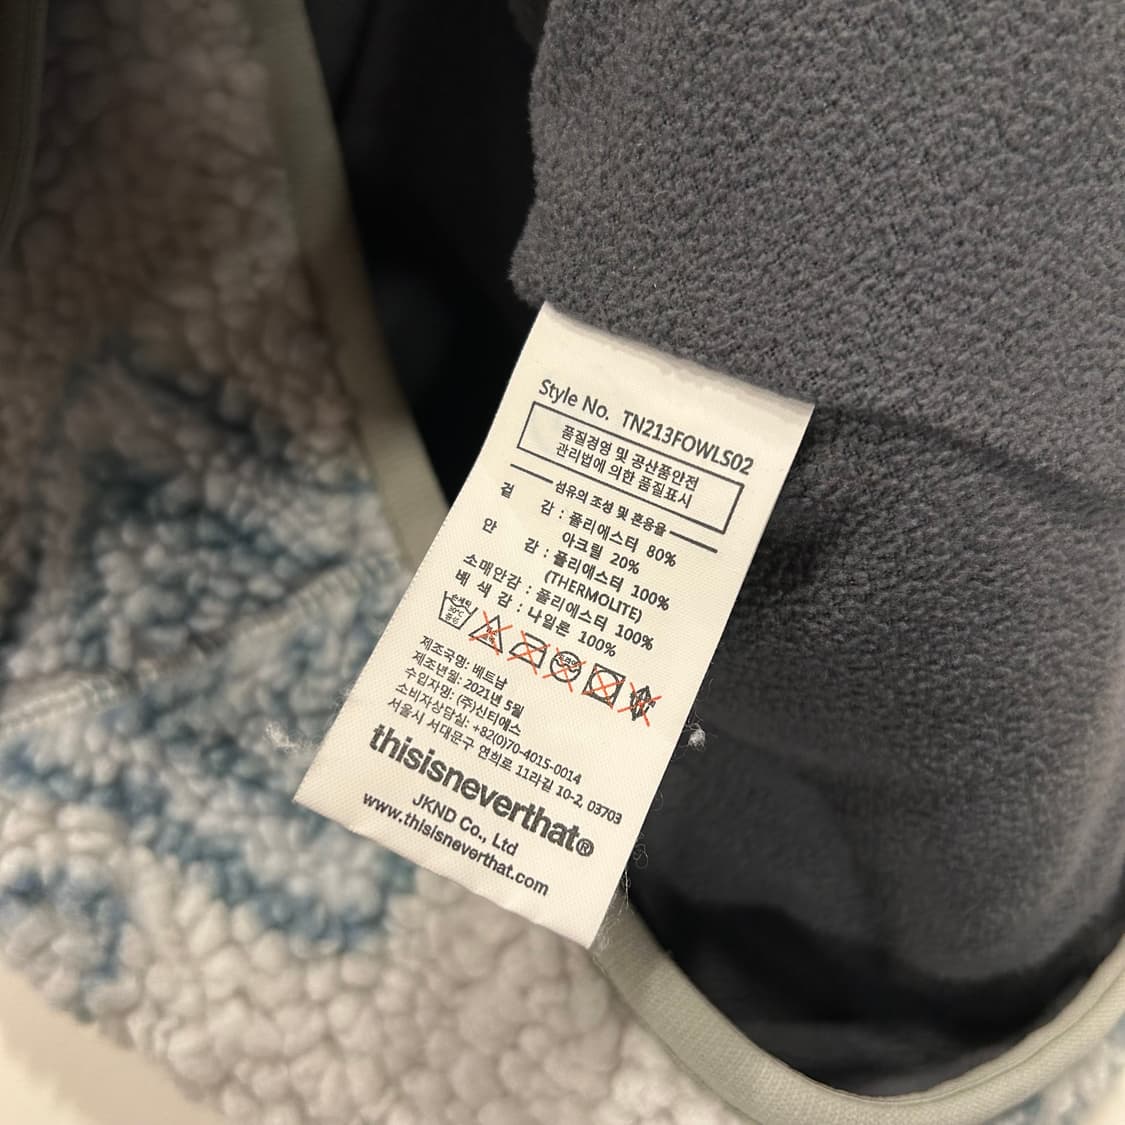 Style No. TN213FOWLS02
품질경영 및 공산품안전
관리법에 의한 품질표시
섬유의 조성 및 혼용율
겉 감 : 폴리에스터 80%
아크릴 20%
안 감 : 폴리에스터 100%
(THERMOLITE)
소매안감 : 폴리에스터 100%
배 색 감 : 나일론 100%
손세탁
30°C
중성
제조국명: 베트남
제조년월: 2021년 5월
수입자명: (주)신티에스
소비자상담실: +82(0)70-4015-0014
서울시 서대문구 연희로 11라길 10-2, 03703
thisisneverthat®
JKND Co., Ltd
www.thisisneverthat.com